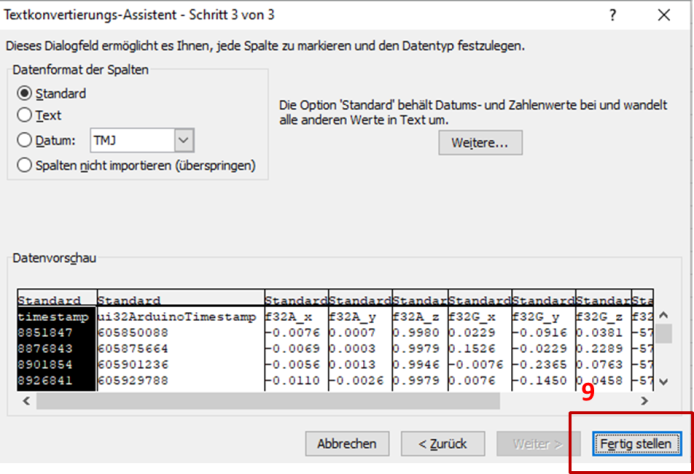 Textkonvertierungs-Assistent - Schritt 3 von 3
Dieses Dialogfeld ermöglicht es Ihnen, jede Spalte zu markieren und den Datentyp festzulegen.
Datenformat der Spalten
Standard
Text
Datum: TMJ
Spalten nicht importieren (überspringen)
Die Option 'Standard' behält Datums- und Zahlenwerte bei und wandelt
alle anderen Werte in Text um.
Weitere...
Datenvorschau
Standard Standard Standard Standard Standard Standard Standard Standard Sta
timestamp ui32ArduinoTimestamp f32A_x f32A_y f32A_z f32G_x f32G_y f32G_z f32
8851847 605850088 -0.0076 0.0007 0.9980 0.0229 -0.0916 0.0381 -57
8876843 605875664 -0.0069 0.0003 0.9979 0.1526 -0.0229 0.2289 -57
8901854 605901236 -0.0056 0.0013 0.9946 -0.0076 -0.2365 0.0763 -57
8926841 605929788 -0.0110 -0.0026 0.9979 0.0076 -0.1450 0.0458 -57
9
Abbrechen < Zurück Weiter > Fertig stellen